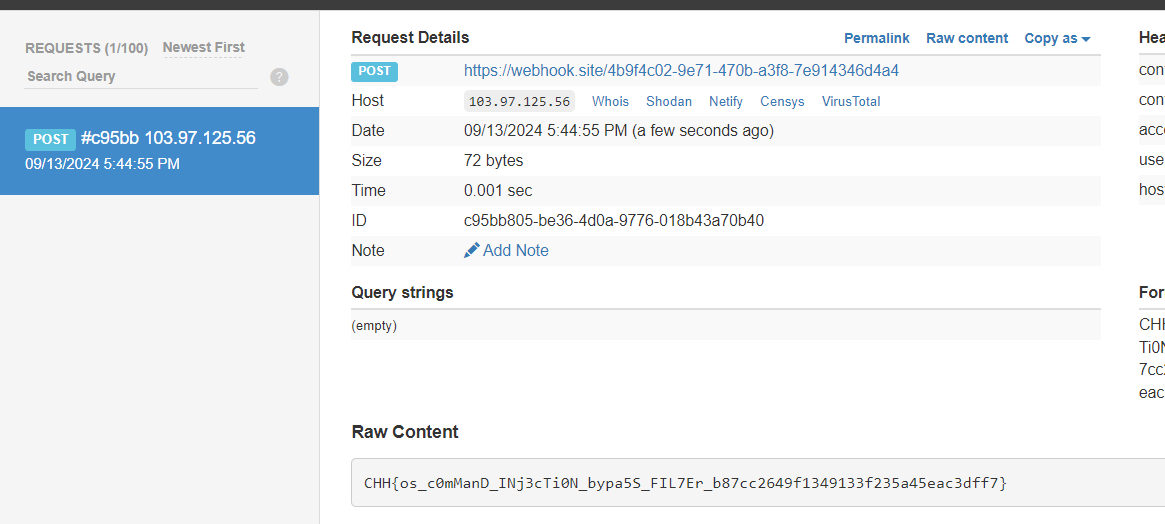 REQUESTS (1/100) Newest First
Search Query ?
POST #c95bb 103.97.125.56
09/13/2024 5:44:55 PM
Request Details Permalink Raw content Copy as
POST https://webhook.site/4b9f4c02-9e71-470b-a3f8-7e914346d4a4
Host 103.97.125.56 Whois Shodan Netify Censys VirusTotal
Date 09/13/2024 5:44:55 PM (a few seconds ago)
Size 72 bytes
Time 0.001 sec
ID c95bb805-be36-4d0a-9776-018b43a70b40
Note Add Note
Query strings
(empty)
Raw Content
CHH{os_c0mManD_INj3cTi0N_bypa5S_FIL7Er_b87cc2649f1349133f235a45eac3dff7}
Hea
con
con
acce
use
host
For
CHH
Ti0N
7cc2
eac